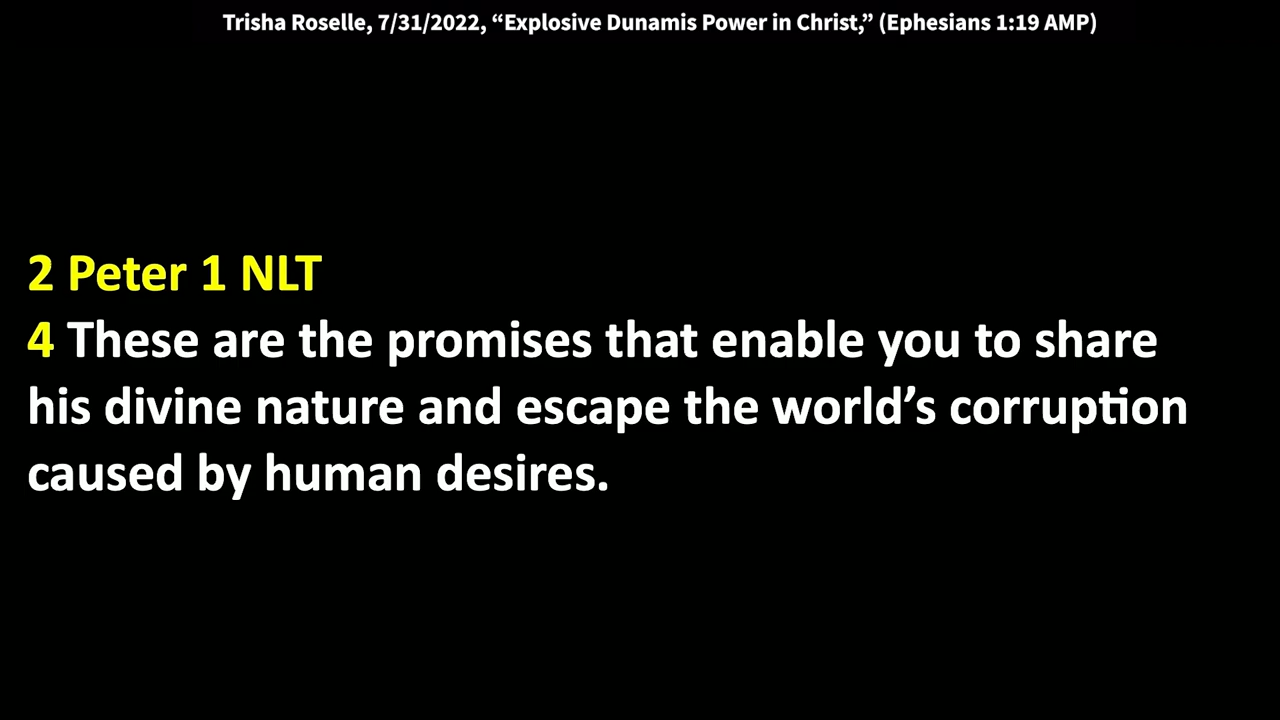 Trisha Roselle, 7/31/2022, “Explosive Dunamis Power in Christ,” (Ephesians 1:19 AMP)
2 Peter 1 NLT
4 These are the promises that enable you to share
his divine nature and escape the world’s corruption
caused by human desires.